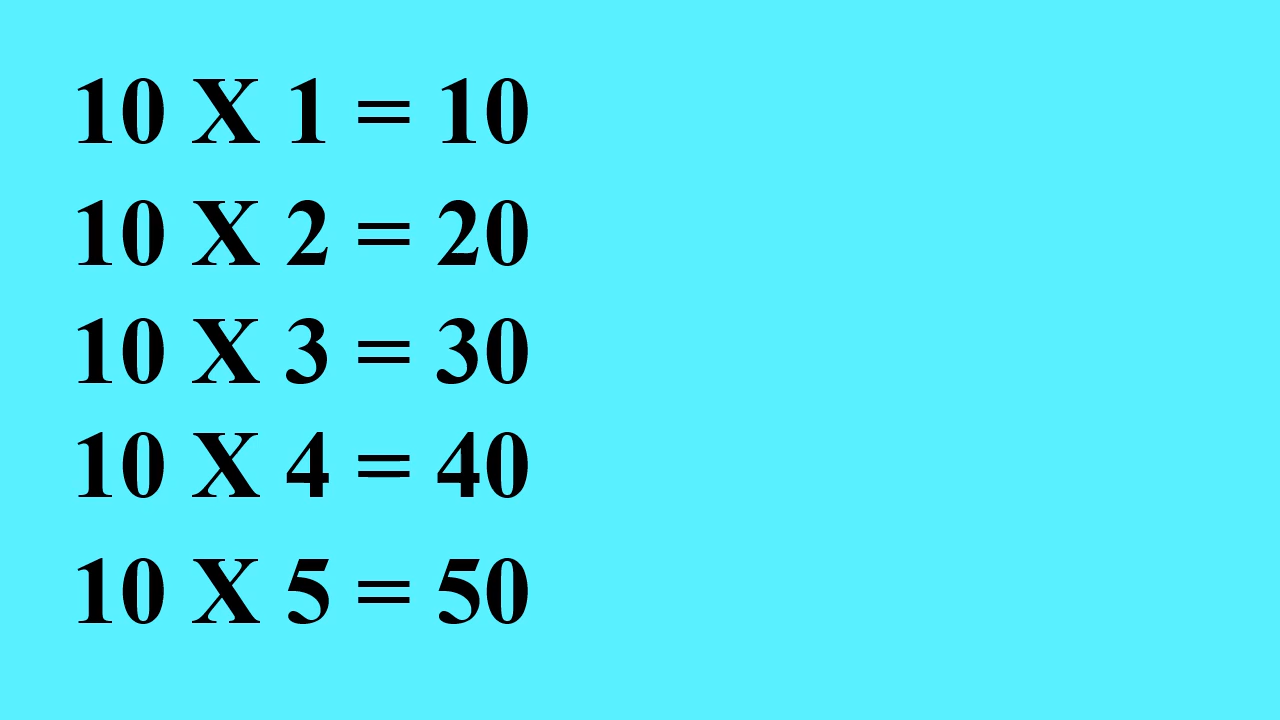 10 X 1 = 10
10 X 2 = 20
10 X 3 = 30
10 X 4 = 40
10 X 5 = 50